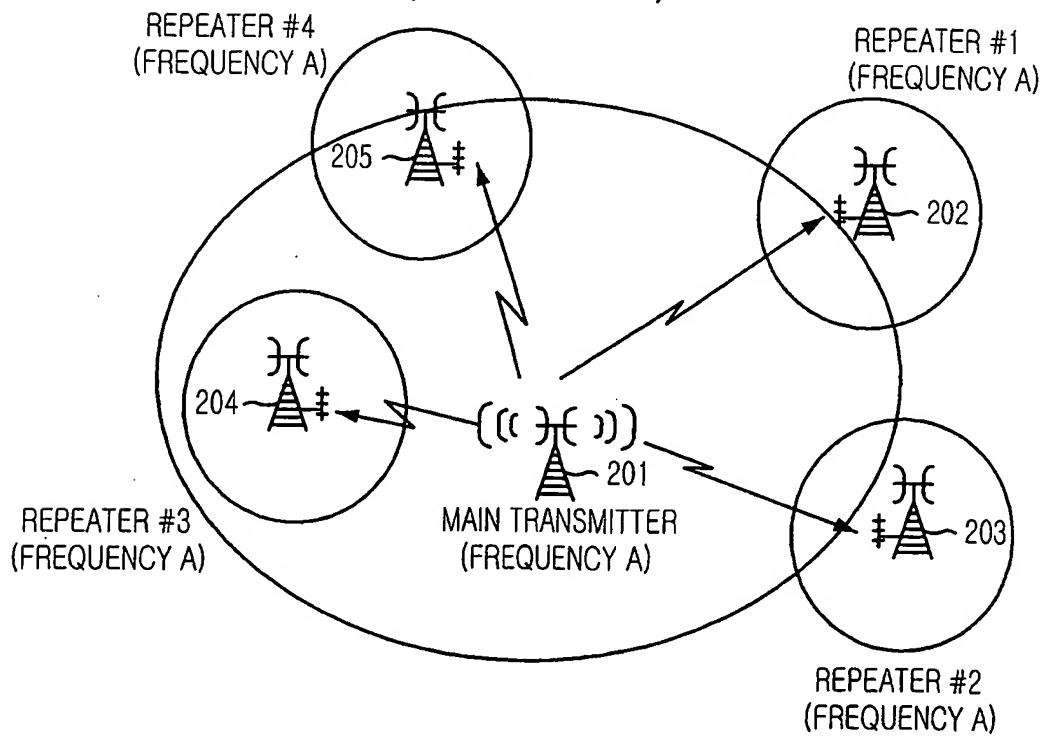 REPEATER #4
(FREQUENCY A)
REPEATER #1
(FREQUENCY A)
205
202
204
201
REPEATER #3
(FREQUENCY A)
MAIN TRANSMITTER
(FREQUENCY A)
203
REPEATER #2
(FREQUENCY A)